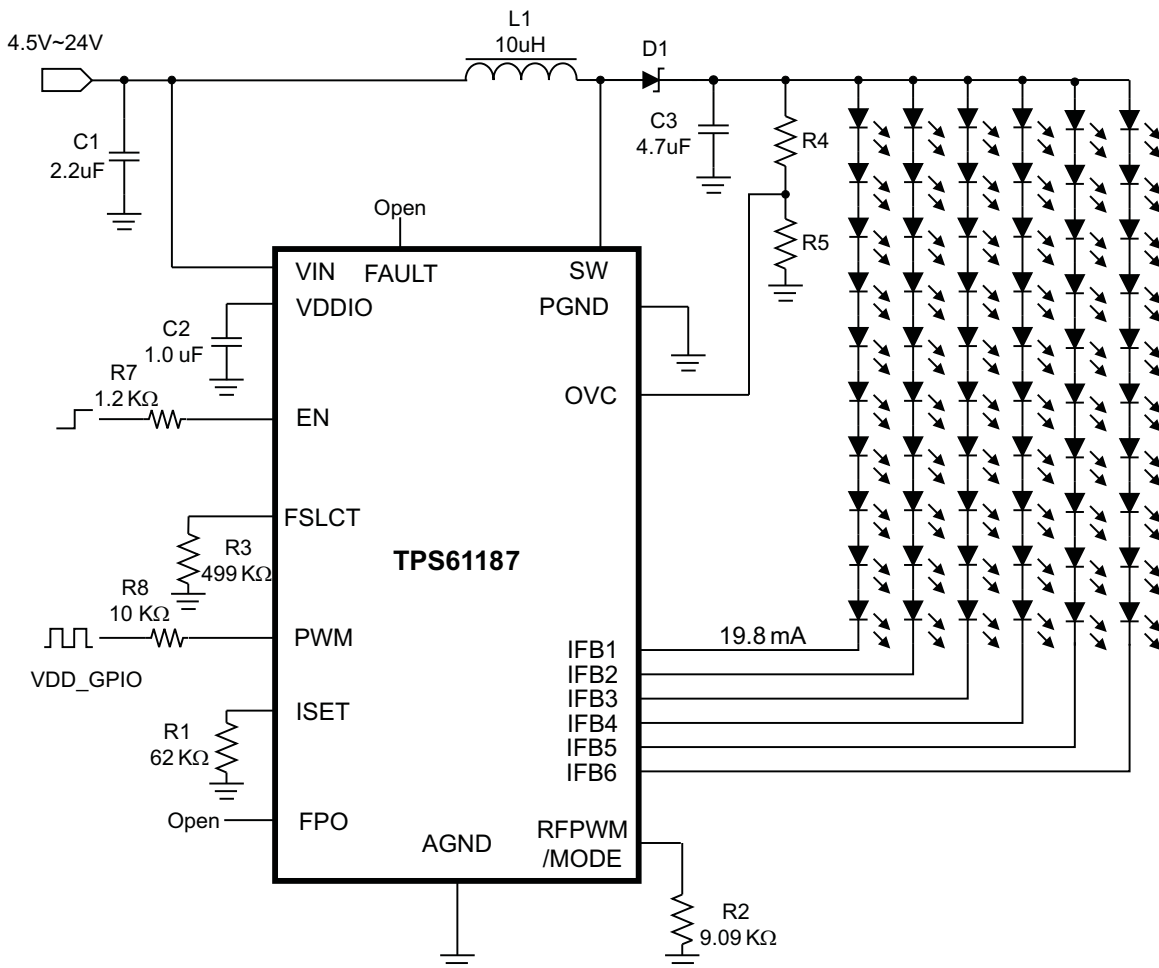 L1
10uH
4.5V~24V
D1
C1
2.2uF
C3
4.7uF
R4
R5
Open
VIN
FAULT
SW
VDDIO
PGND
C2
1.0 uF
R7
1.2 KΩ
EN
OVC
FSLCT
R3
499 KΩ
TPS61187
R8
10 KΩ
PWM
VDD_GPIO
19.8 mA
IFB1
IFB2
IFB3
IFB4
IFB5
IFB6
ISET
R1
62 KΩ
Open
FPO
AGND
RFPWM
/MODE
R2
9.09 KΩ